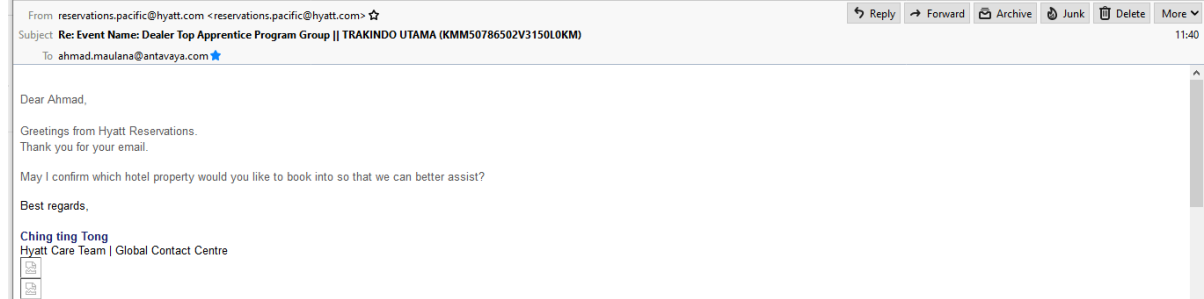 From reservations.pacific@hyatt.com <reservations.pacific@hyatt.com>
Reply Forward Archive Junk Delete More
Subject Re: Event Name: Dealer Top Apprentice Program Group || TRAKINDO UTAMA (KMM50786502V3150L0KM)
11:40
To ahmad.maulana@antavaya.com
Dear Ahmad,
Greetings from Hyatt Reservations.
Thank you for your email.
May I confirm which hotel property would you like to book into so that we can better assist?
Best regards,
Ching ting Tong
Hyatt Care Team | Global Contact Centre